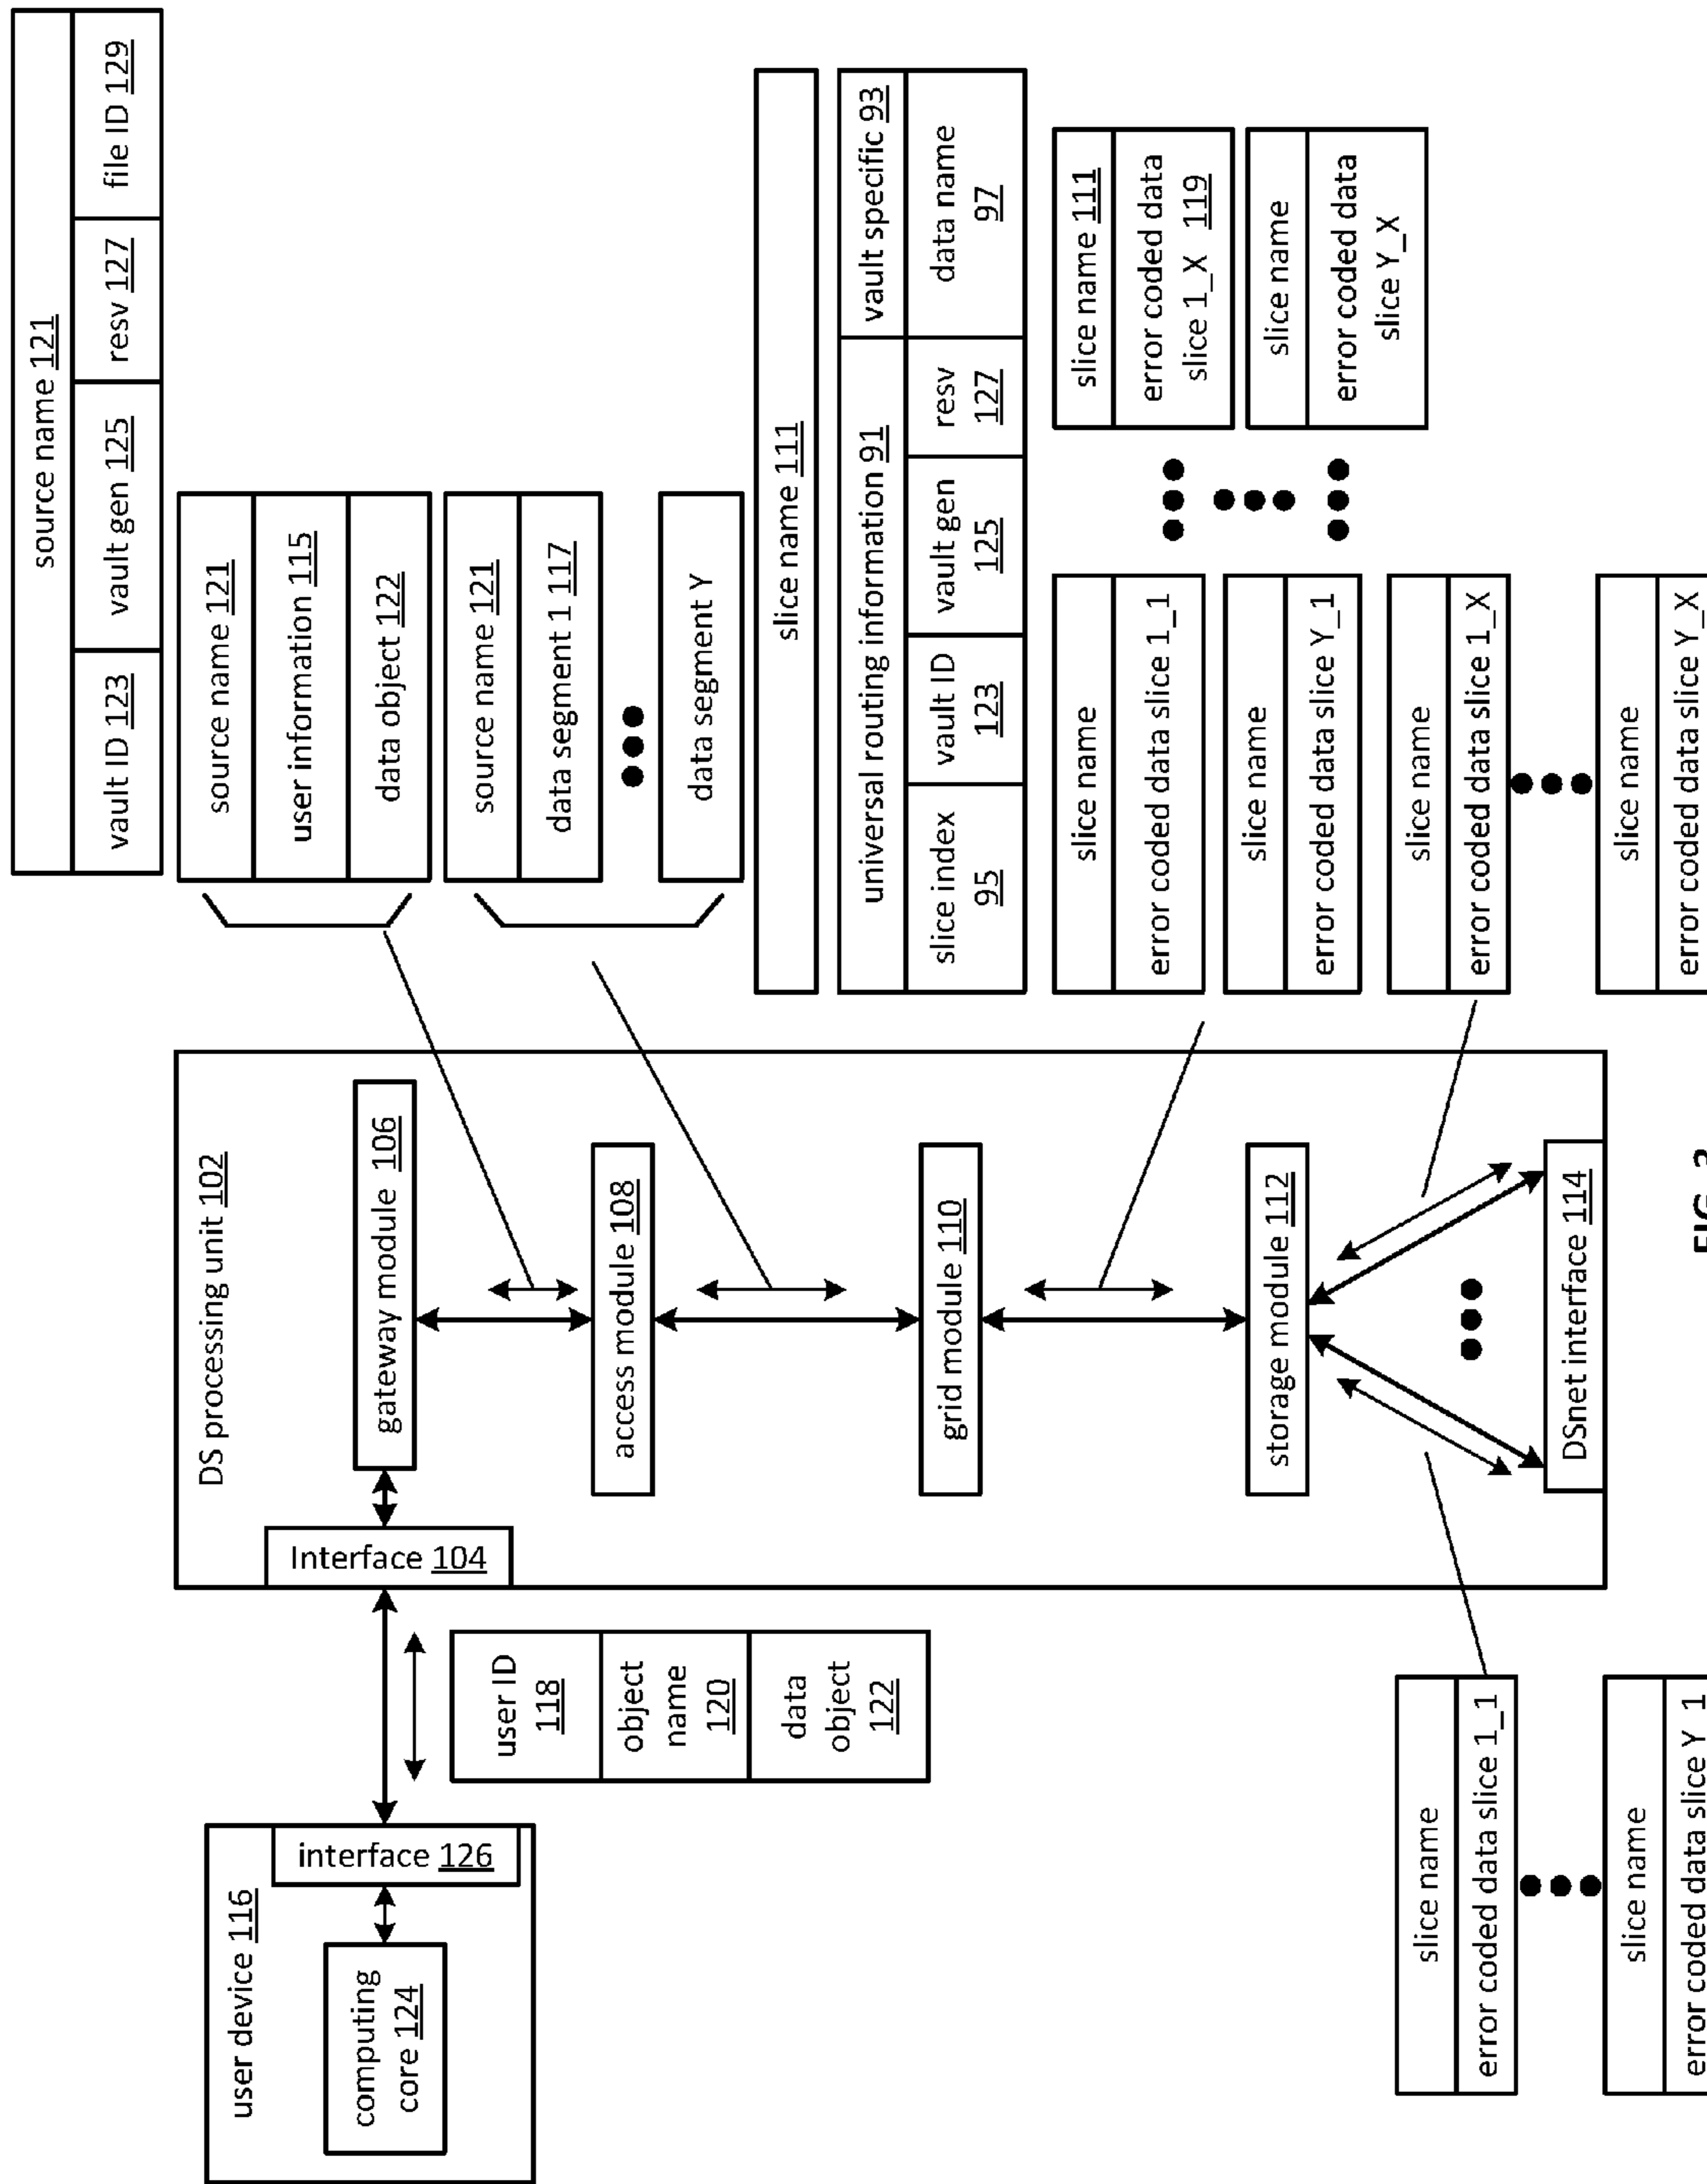 user device 116
computing
core 124
interface 126
user ID
118
object
name
120
data
object
122
DS processing unit 102
Interface 104
gateway module 106
access module 108
grid module 110
storage module 112
DSnet interface 114
slice name
error coded data slice 1_1
slice name
error coded data slice Y_1
source name 121
vault ID 123
vault gen 125
resv 127
file ID 129
source name 121
user information 115
data object 122
source name 121
data segment 1 117
data segment Y
slice name 111
universal routing information 91
vault specific 93
slice index
95
vault ID
123
vault gen
125
resv
127
data name
97
slice name
error coded data slice 1_1
slice name 111
error coded data
slice 1_X 119
slice name
error coded data slice Y_1
slice name
error coded data
slice Y_X
slice name
error coded data slice 1_X
slice name
error coded data slice Y_X
FIG. 3